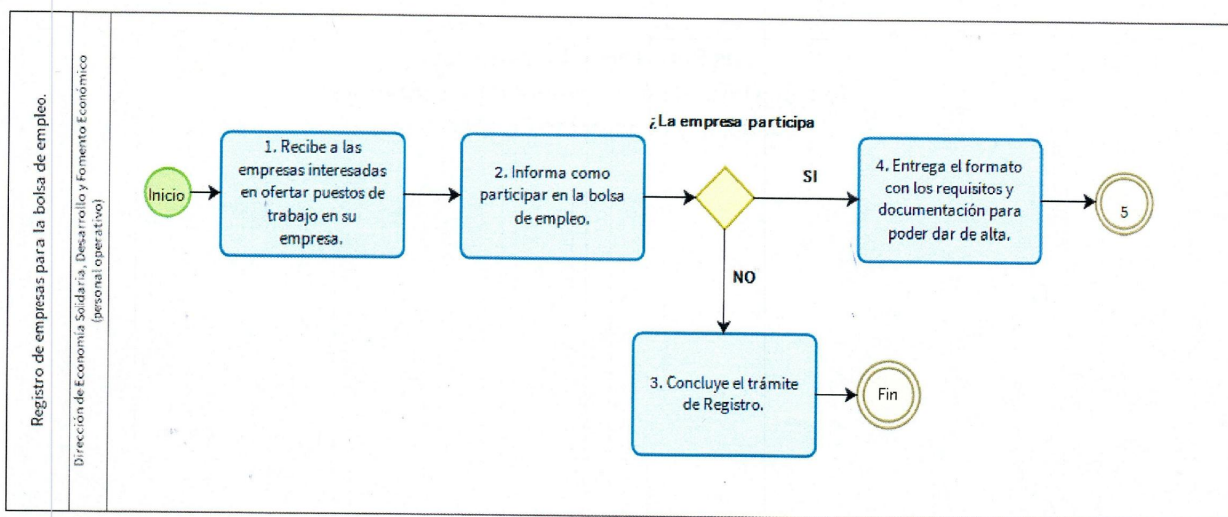 Registro de empresas para la bolsa de empleo.
Dirección de Economía Solidaria, Desarrollo y Fomento Económico
(personal operativo)
Inicio
1. Recibe a las
empresas interesadas
en ofertar puestos de
trabajo en su
empresa.
2. Informa como
participar en la bolsa
de empleo.
¿La empresa participa
SI
4. Entrega el formato
con los requisitos y
documentación para
poder dar de alta.
5
NO
3. Concluye el trámite
de Registro.
Fin